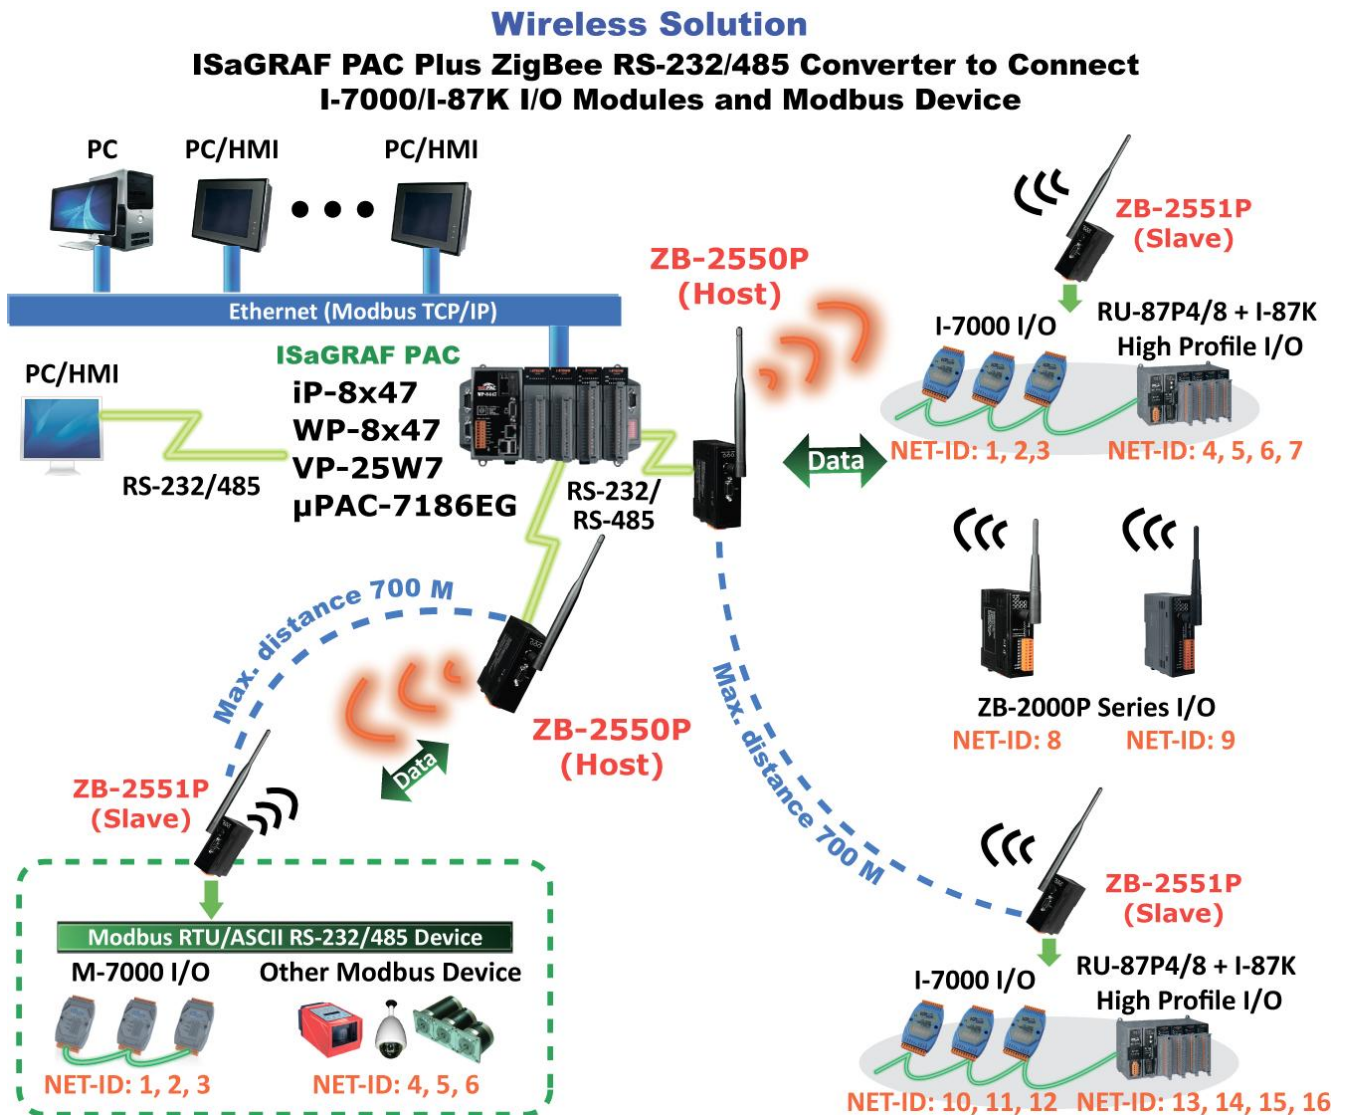 Wireless Solution
ISaGRAF PAC Plus ZigBee RS-232/485 Converter to Connect
I-7000/I-87K I/O Modules and Modbus Device
PC
PC/HMI
PC/HMI
Ethernet (Modbus TCP/IP)
PC/HMI
RS-232/485
ISaGRAF PAC
iP-8x47
WP-8x47
VP-25W7
µPAC-7186EG
RS-232/
RS-485
ZB-2550P
(Host)
Data
ZB-2551P
(Slave)
I-7000 I/O
RU-87P4/8 + I-87K
High Profile I/O
NET-ID: 1, 2,3
NET-ID: 4, 5, 6, 7
ZB-2000P Series I/O
NET-ID: 8
NET-ID: 9
Max. distance 700 M
Max. distance 700 M
ZB-2550P
(Host)
Data
ZB-2551P
(Slave)
Modbus RTU/ASCII RS-232/485 Device
M-7000 I/O
Other Modbus Device
NET-ID: 1, 2, 3
NET-ID: 4, 5, 6
ZB-2551P
(Slave)
I-7000 I/O
RU-87P4/8 + I-87K
High Profile I/O
NET-ID: 10, 11, 12
NET-ID: 13, 14, 15, 16